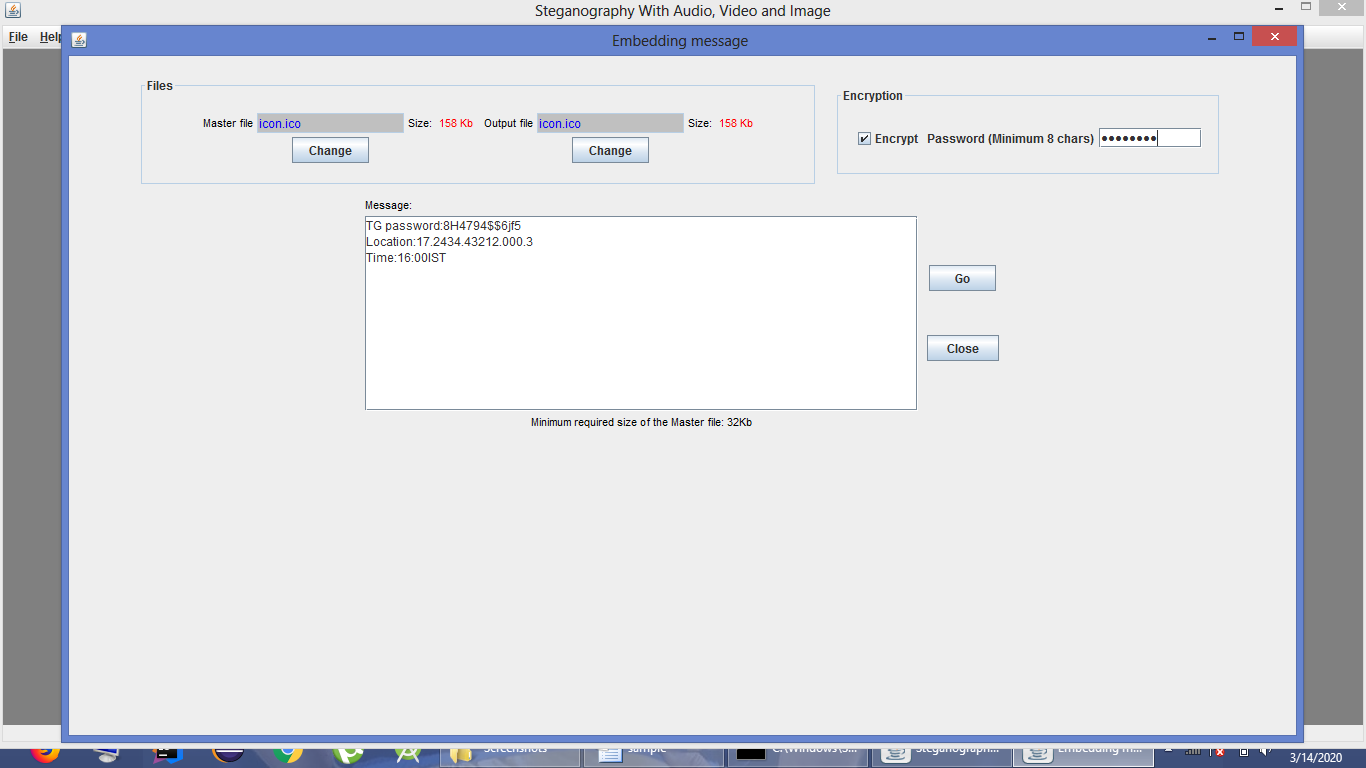 Steganography With Audio, Video and Image
File Help
Embedding message
Files
Master file icon.ico Size: 158 Kb Output file icon.ico Size: 158 Kb
Change Change
Encryption
Encrypt Password (Minimum 8 chars) ••••••••
Message:
TG password:8H4794$$6jf5
Location:17.2434.43212.000.3
Time:16:00IST
Go
Close
Minimum required size of the Master file: 32Kb
Screenshots sample C:\Windows\S... Steganograph... Embedding m...
3/14/2020